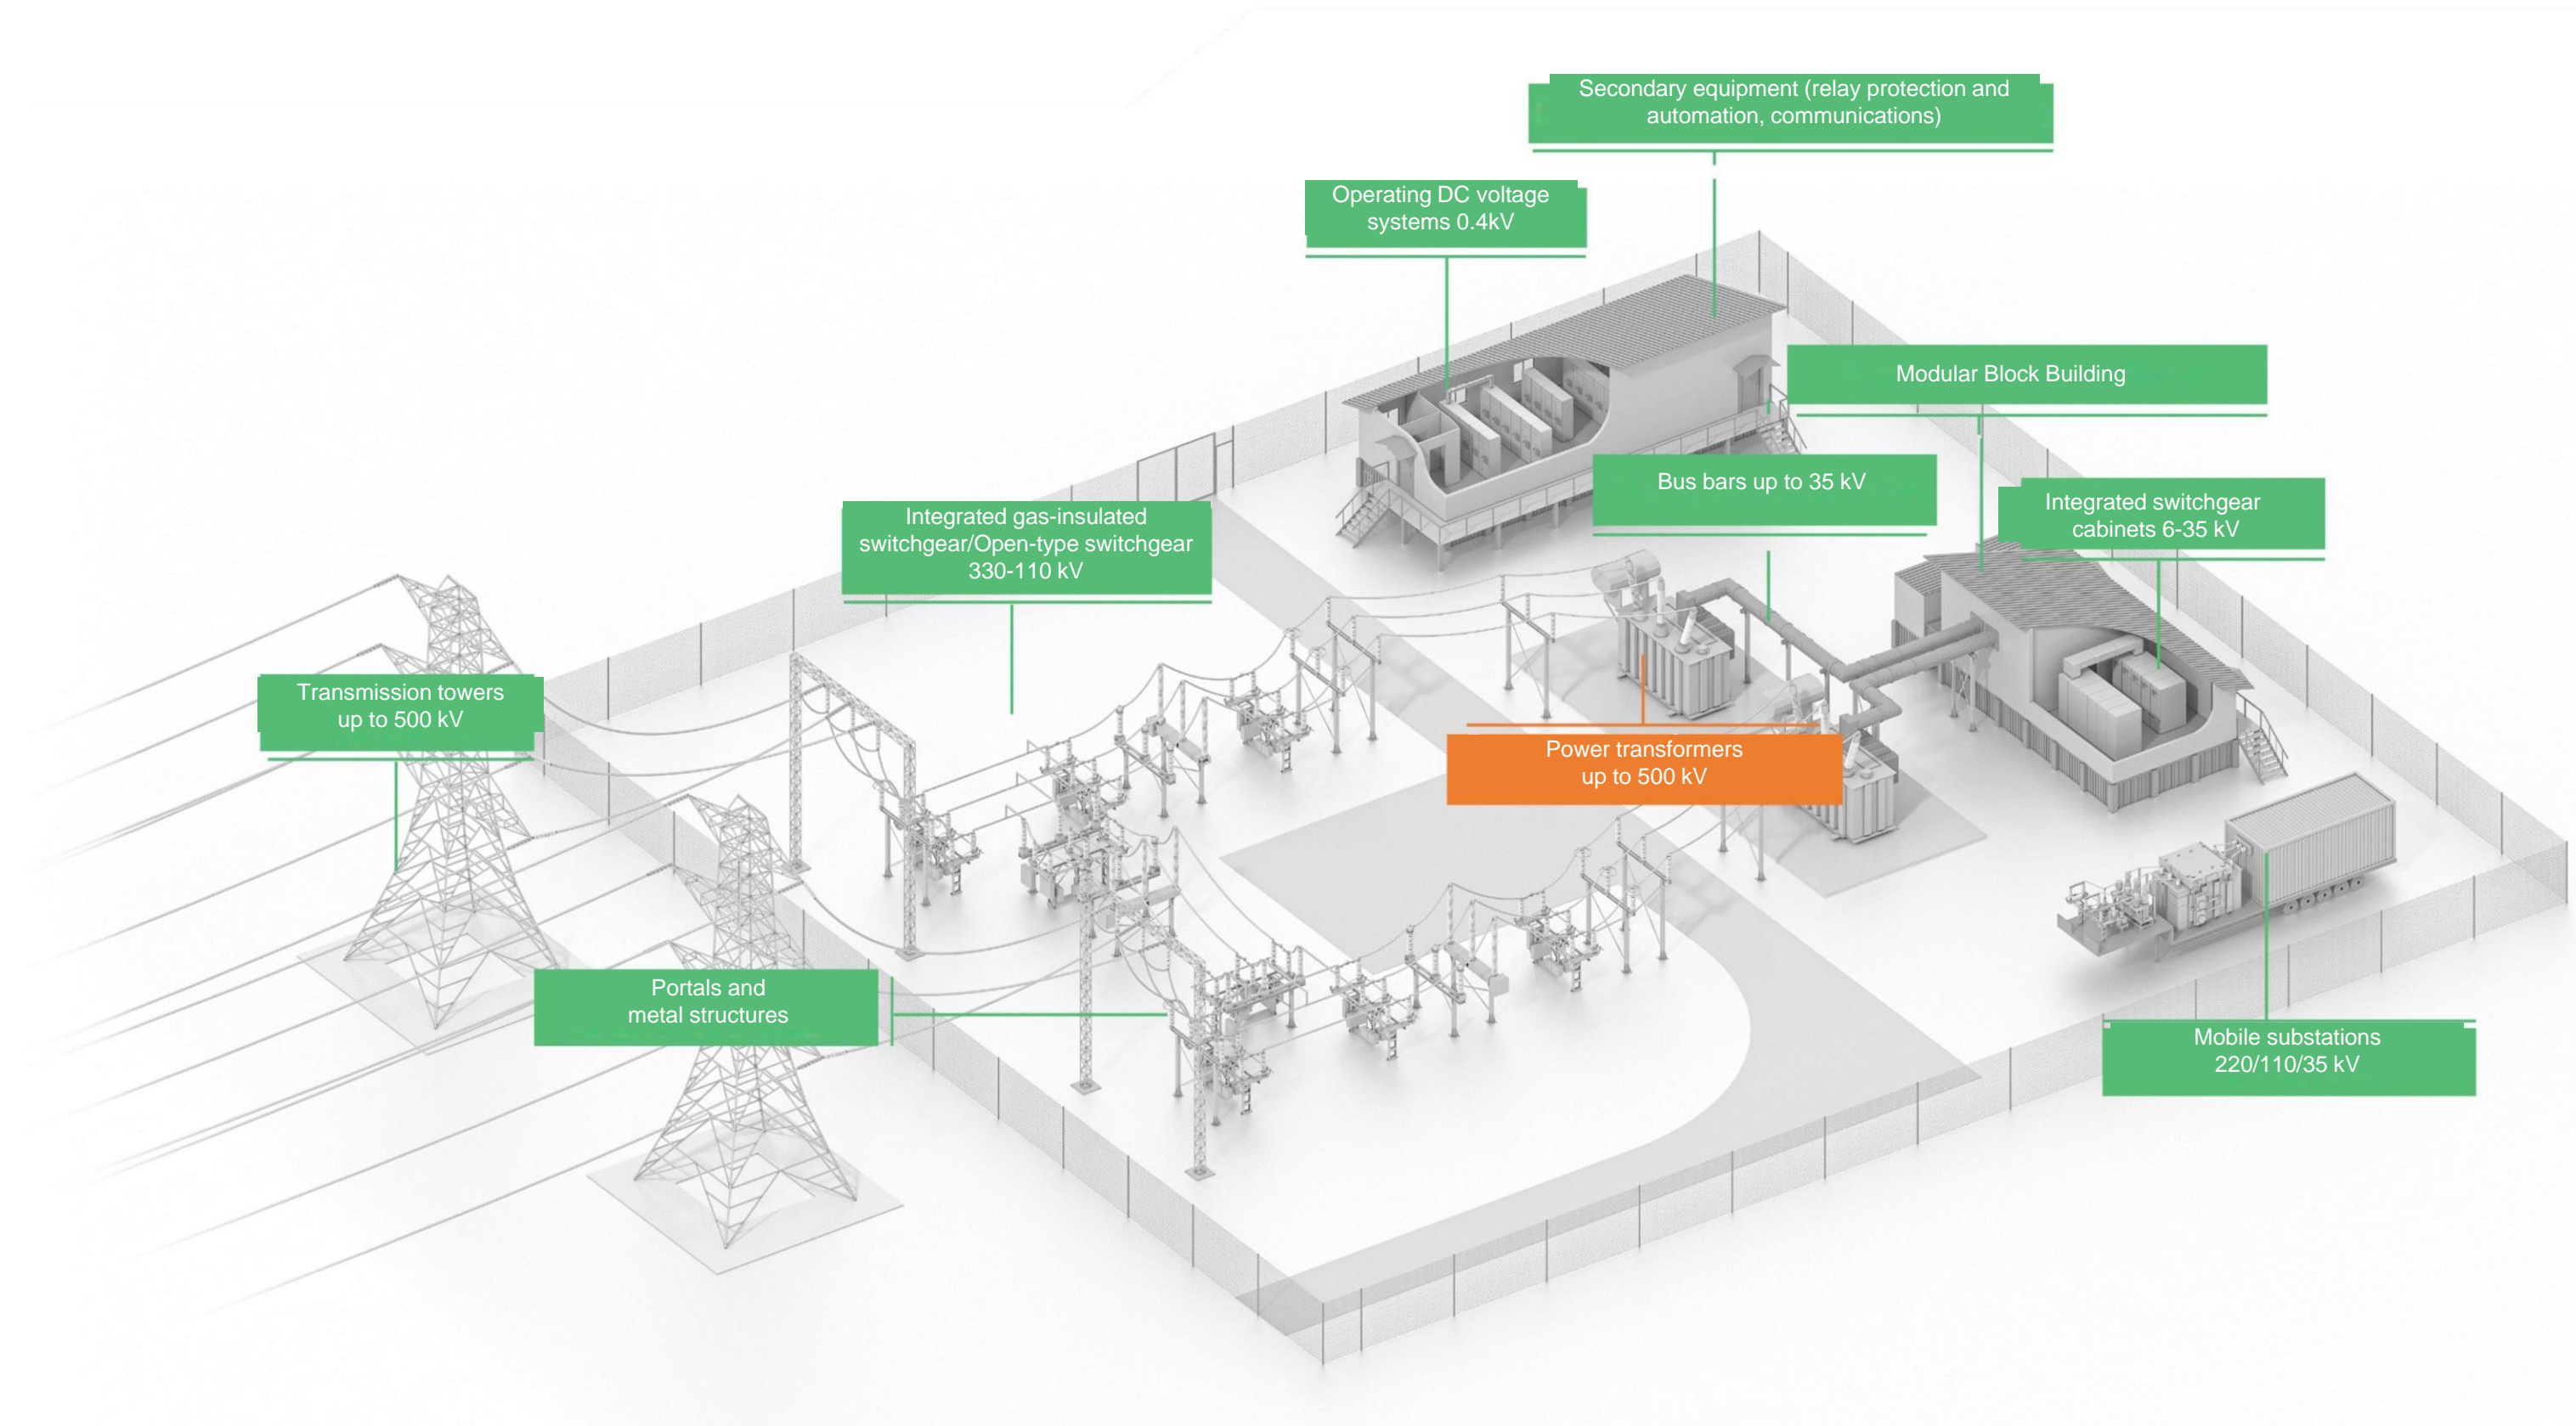 Secondary equipment (relay protection and
automation, communications)
Operating DC voltage
systems 0.4kV
Modular Block Building
Bus bars up to 35 kV
Integrated switchgear
cabinets 6-35 kV
Integrated gas-insulated
switchgear/Open-type switchgear
330-110 kV
Transmission towers
up to 500 kV
Power transformers
up to 500 kV
Portals and
metal structures
Mobile substations
220/110/35 kV